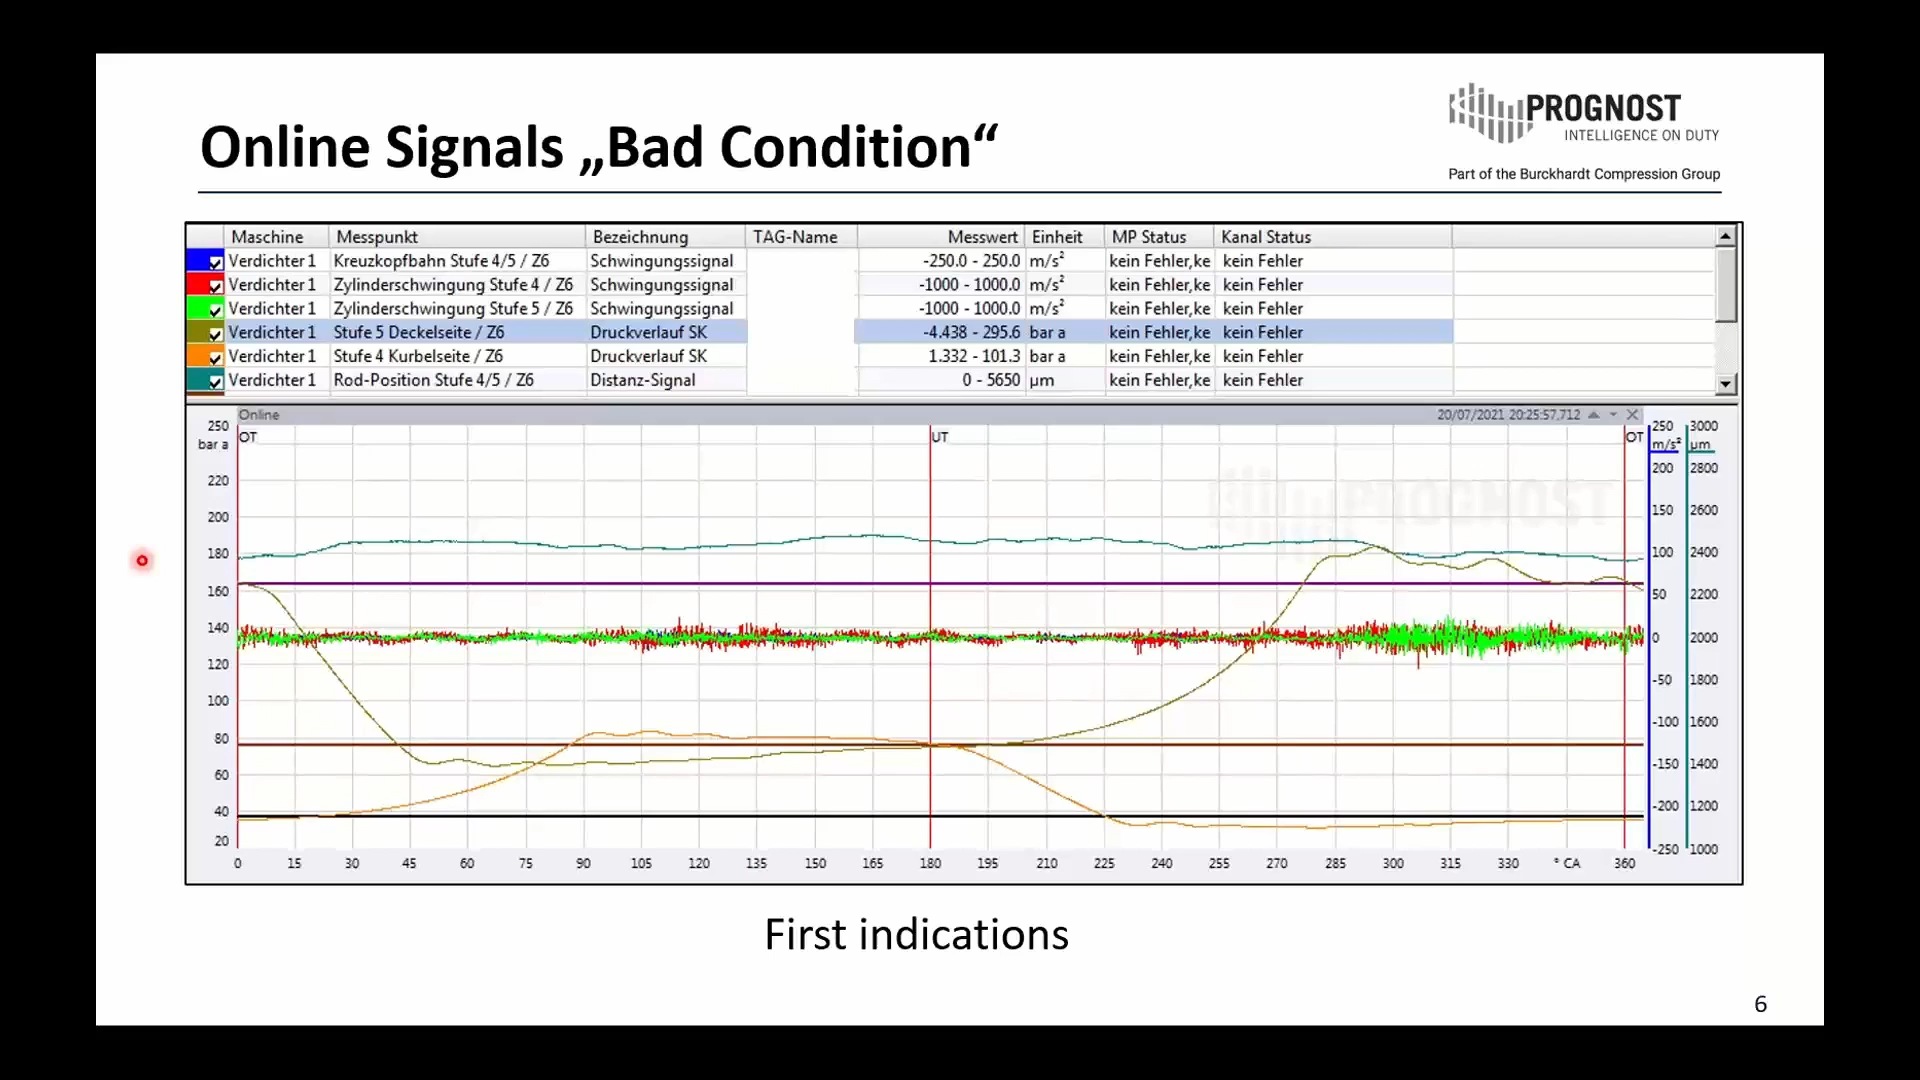 PROGNOST
INTELLIGENCE ON DUTY
Part of the Burckhardt Compression Group
Online Signals „Bad Condition“
Maschine Messpunkt Bezeichnung TAG-Name Messwert Einheit MP Status Kanal Status
Verdichter 1 Kreuzkopfbahn Stufe 4/5 / Z6 Schwingungssignal -250.0 - 250.0 m/s² kein Fehler,ke kein Fehler
Verdichter 1 Zylinderschwingung Stufe 4 / Z6 Schwingungssignal -1000 - 1000.0 m/s² kein Fehler,ke kein Fehler
Verdichter 1 Zylinderschwingung Stufe 5 / Z6 Schwingungssignal -1000 - 1000.0 m/s² kein Fehler,ke kein Fehler
Verdichter 1 Stufe 5 Deckelseite / Z6 Druckverlauf SK -4.438 - 295.6 bar a kein Fehler,ke kein Fehler
Verdichter 1 Stufe 4 Kurbelseite / Z6 Druckverlauf SK 1.332 - 101.3 bar a kein Fehler,ke kein Fehler
Verdichter 1 Rod-Position Stufe 4/5 / Z6 Distanz-Signal 0 - 5650 µm kein Fehler,ke kein Fehler
Online 20/07/2021 20:25:57,712
250 250 3000
bar a OT UT OT m/s² µm
220 200 2800
200 150 2600
180 100 2400
160 50 2200
140 0 2000
120 -50 1800
100 -100 1600
80 -150 1400
60 -200 1200
40 -250 1000
20
0 15 30 45 60 75 90 105 120 135 150 165 180 195 210 225 240 255 270 285 300 315 330 ° CA 360
PROGNOST
First indications
6